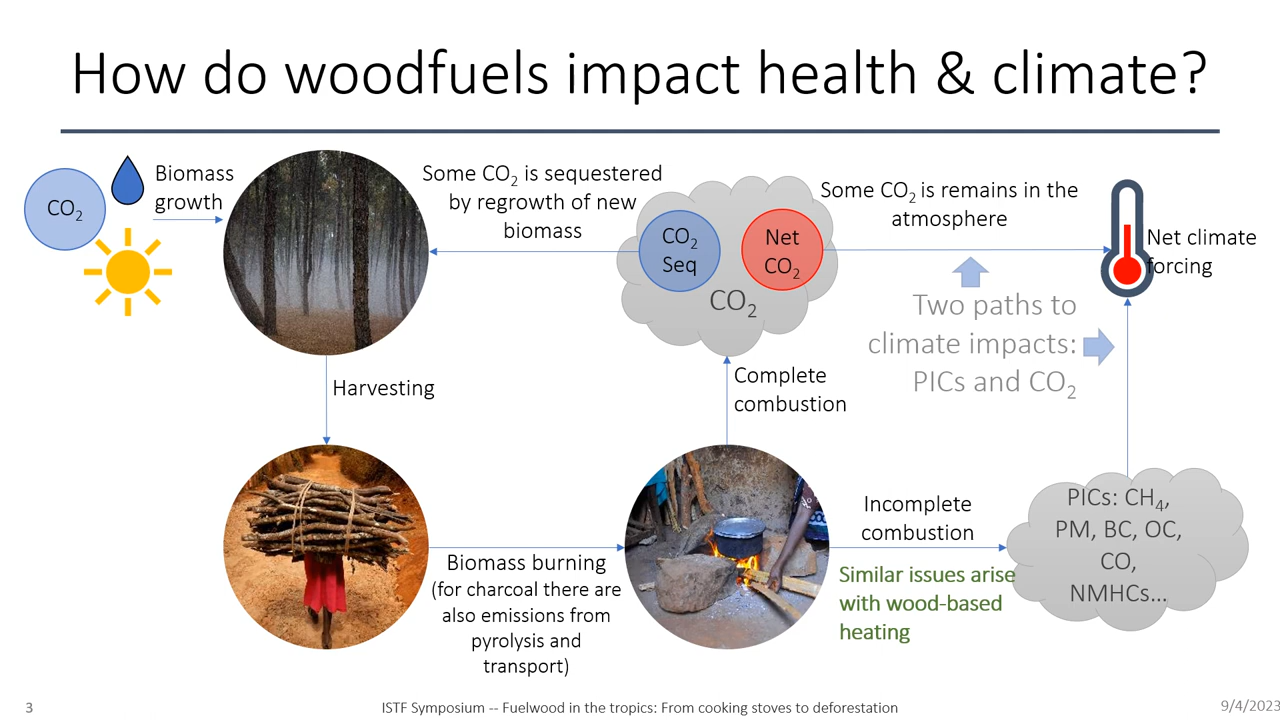 How do woodfuels impact health & climate?
CO₂
Biomass
growth
Some CO₂ is sequestered
by regrowth of new
biomass
CO₂
Seq
Net
CO₂
CO₂
Some CO₂ is remains in the
atmosphere
Net climate
forcing
Two paths to
climate impacts:
PICs and CO₂
Harvesting
Complete
combustion
Biomass burning
(for charcoal there are
also emissions from
pyrolysis and
transport)
Incomplete
combustion
Similar issues arise
with wood-based
heating
PICs: CH₄,
PM, BC, OC,
CO,
NMHCs...
3
ISTF Symposium -- Fuelwood in the tropics: From cooking stoves to deforestation
9/4/2023